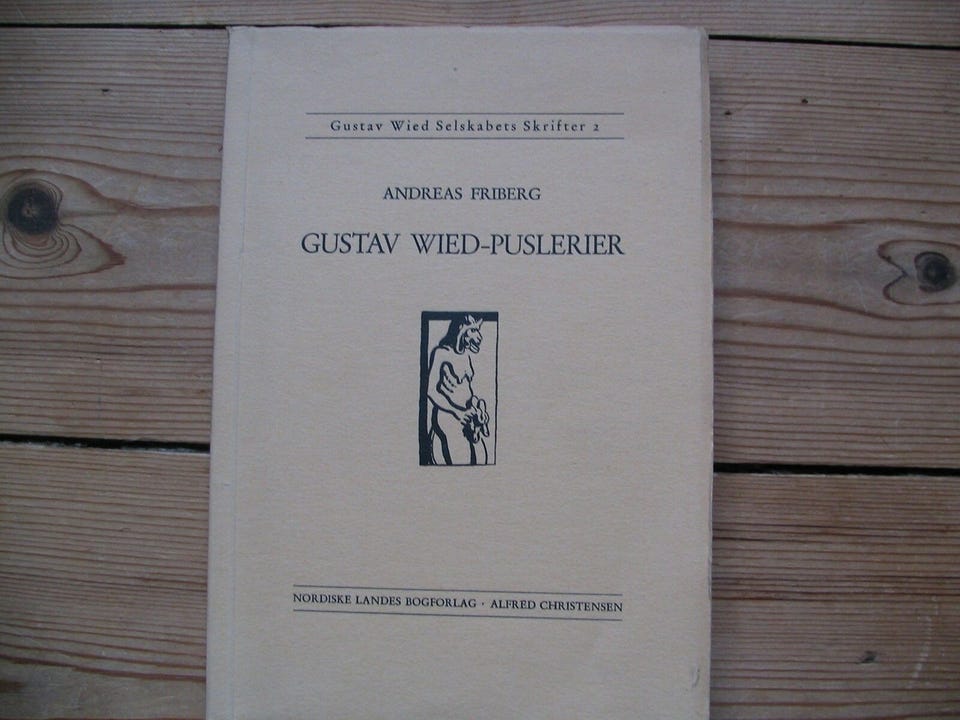 Gustav Wied Selskabets Skrifter 2
ANDREAS FRIBERG
GUSTAV WIED-PUSLERIER
NORDISKE LANDES BOGFORLAG · ALFRED CHRISTENSEN